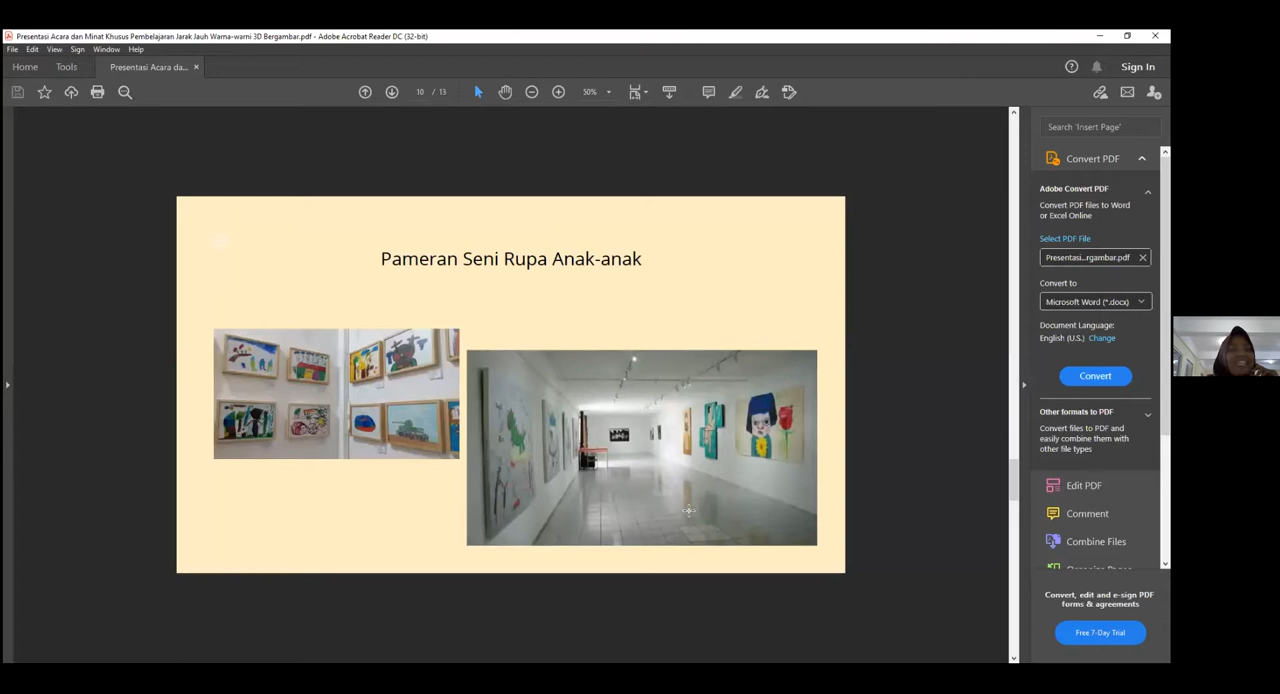 Presentasi Acara dan Minat Khusus Pembelajaran Jarak Jauh Warna-warni 3D Bergambar.pdf - Adobe Acrobat Reader DC (32-bit)
File Edit View Sign Window Help
Home Tools Presentasi Acara da... × Sign In
10 / 13 50%
Search 'Insert Page'
Convert PDF
Adobe Convert PDF
Convert PDF files to Word
or Excel Online
Select PDF File
Presentasi...rgambar.pdf
Convert to
Microsoft Word (*.docx)
Document Language:
English (U.S.) Change
Convert
Other formats to PDF
Convert files to PDF and
easily combine them with
other file types
Edit PDF
Comment
Combine Files
Organize Pages
Convert, edit and e-sign PDF
forms & agreements
Free 7-Day Trial
Pameran Seni Rupa Anak-anak